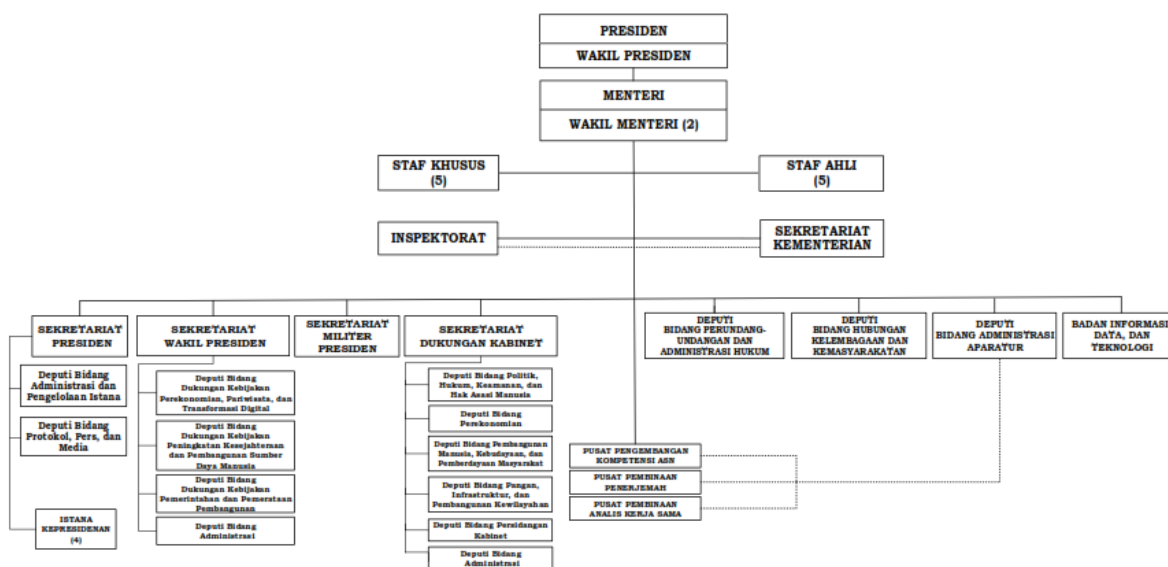 PRESIDEN
WAKIL PRESIDEN
MENTERI
WAKIL MENTERI (2)
STAF KHUSUS
(5)
STAF AHLI
(5)
INSPEKTORAT
SEKRETARIAT
KEMENTERIAN
SEKRETARIAT
PRESIDEN
SEKRETARIAT
WAKIL PRESIDEN
SEKRETARIAT
MILITER
PRESIDEN
SEKRETARIAT
DUKUNGAN KABINET
DEPUTI
BIDANG PERUNDANG-
UNDANGAN DAN
ADMINISTRASI HUKUM
DEPUTI
BIDANG HUBUNGAN
KELEMBAGAAN DAN
KEMASYARAKATAN
DEPUTI
BIDANG ADMINISTRASI
APARATUR
BADAN INFORMASI
DATA, DAN
TEKNOLOGI
Deputi Bidang
Administrasi dan
Pengelolaan Istana
Deputi Bidang
Protokol, Pers, dan
Media
ISTANA
KEPRESIDENAN
(4)
Deputi Bidang
Dukungan Kebijakan
Perekonomian, Pariwisata, dan
Transformasi Digital
Deputi Bidang
Dukungan Kebijakan
Peningkatan Kesejahteraan
dan Pembangunan Sumber
Daya Manusia
Deputi Bidang
Dukungan Kebijakan
Pemerintahan dan Pemerataan
Pembangunan
Deputi Bidang
Administrasi
Deputi Bidang Politik,
Hukum, Keamanan, dan
Hak Asasi Manusia
Deputi Bidang
Perekonomian
Deputi Bidang Pembangunan
Manusia, Kebudayaan, dan
Pemberdayaan Masyarakat
Deputi Bidang Pangan,
Infrastruktur, dan
Pembangunan Kewilayahan
Deputi Bidang Persidangan
Kabinet
Deputi Bidang
Administrasi
PUSAT PENGEMBANGAN
KOMPETENSI ASN
PUSAT PEMBINAAN
PENERJEMAH
PUSAT PEMBINAAN
ANALIS KERJA SAMA